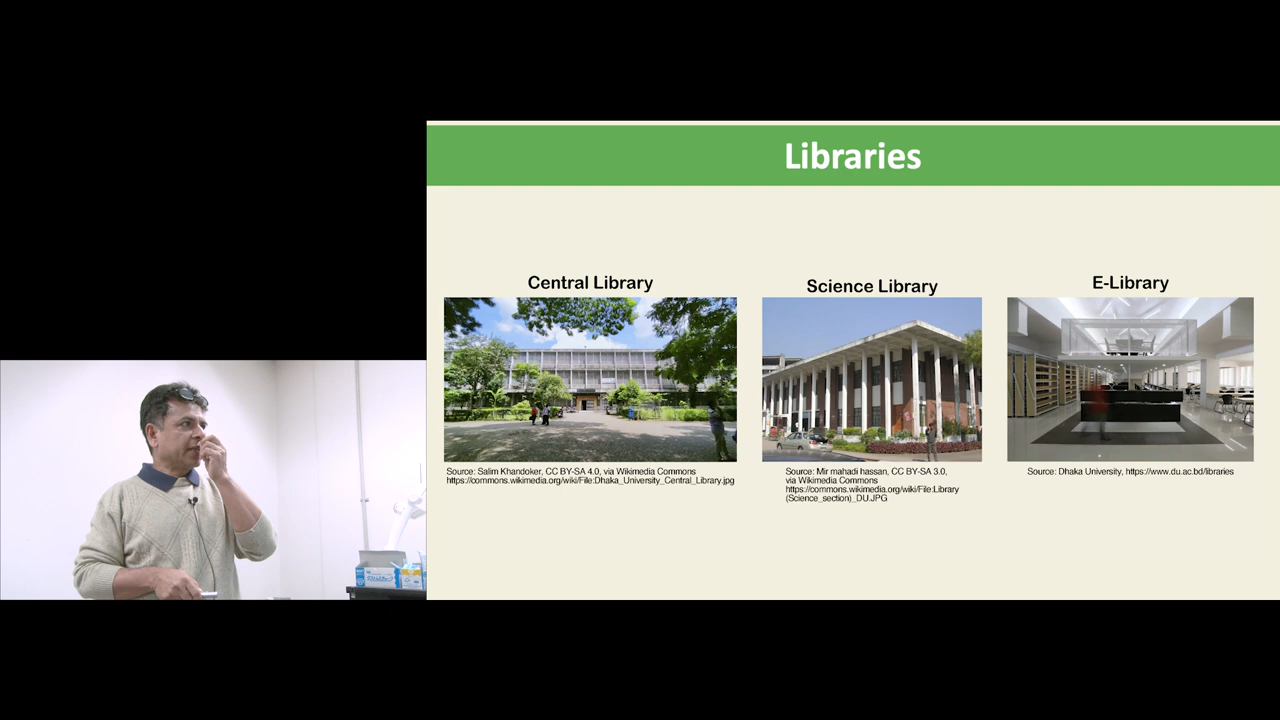 Libraries
Central Library
Science Library
E-Library
Source: Salim Khandoker, CC BY-SA 4.0, via Wikimedia Commons
https://commons.wikimedia.org/wiki/File:Dhaka_University_Central_Library.jpg
Source: Mir mahadi hassan, CC BY-SA 3.0,
via Wikimedia Commons
https://commons.wikimedia.org/wiki/File:Library
(Science_section)_DU.JPG
Source: Dhaka University, https://www.du.ac.bd/libraries